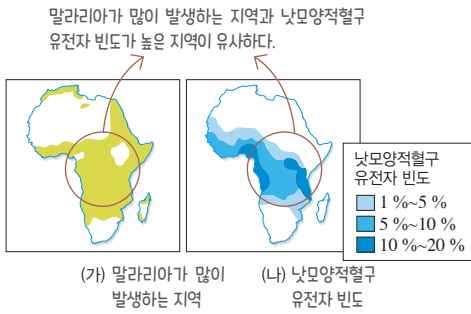 말라리아가 많이 발생하는 지역과 낫모양적혈구
유전자 빈도가 높은 지역이 유사하다.
낫모양적혈구
유전자 빈도
1 %~5 %
5 %~10 %
10 %~20 %
(가) 말라리아가 많이
발생하는 지역
(나) 낫모양적혈구
유전자 빈도